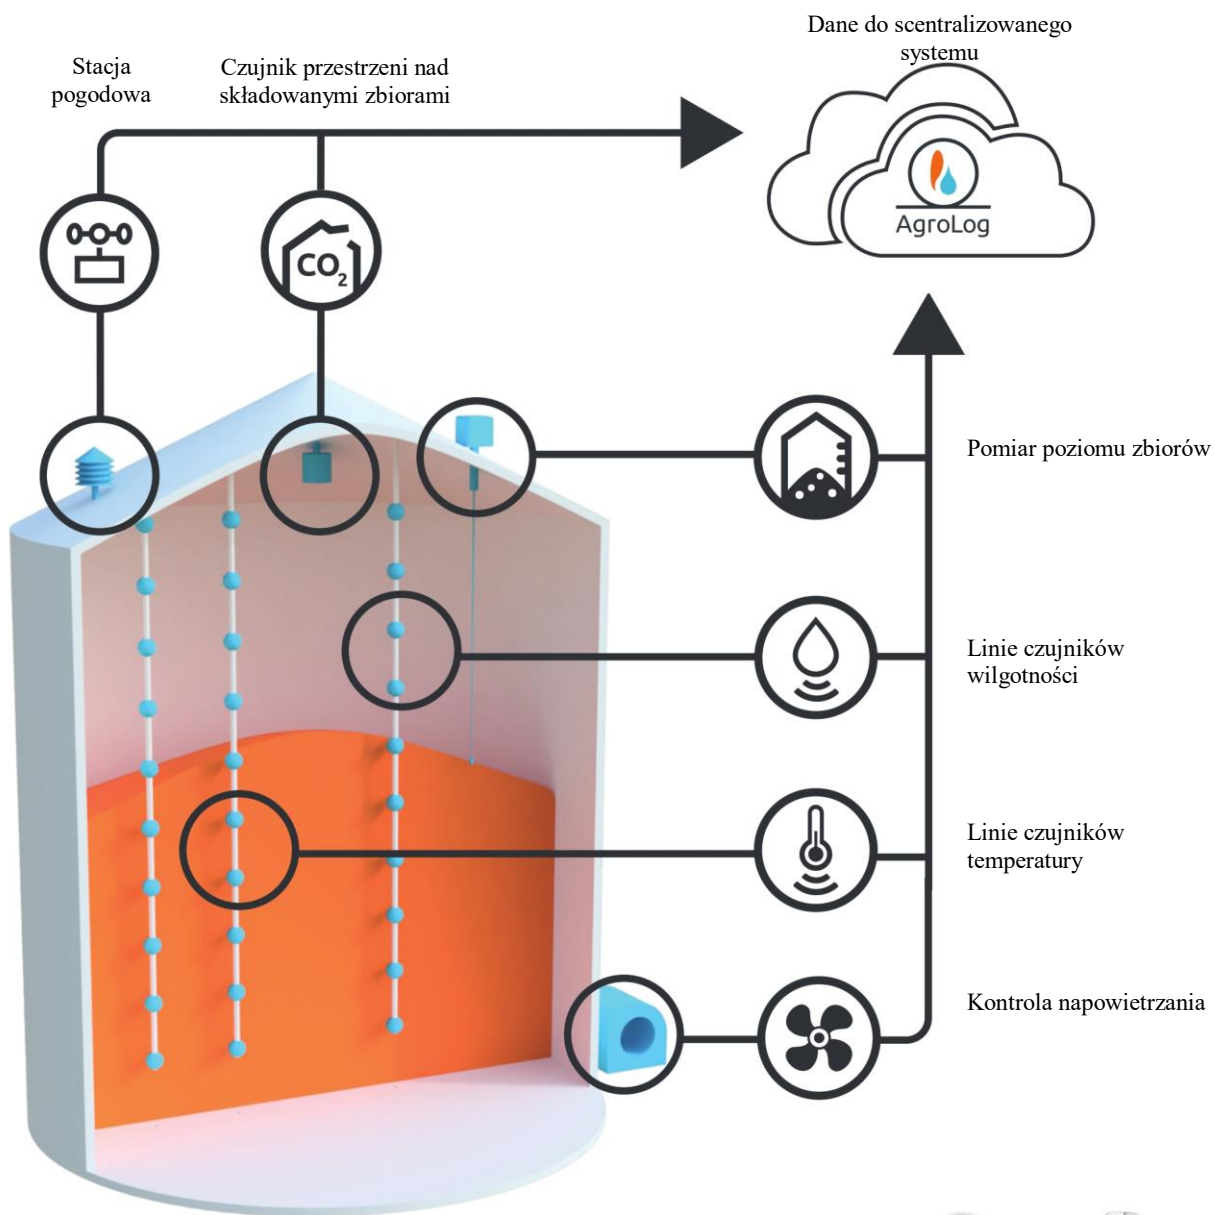 Dane do scentralizowanego
systemu
Stacja
pogodowa
Czujnik przestrzeni nad
składowanymi zbiorami
CO2
AgroLog
Pomiar poziomu zbiorów
Linie czujników
wilgotności
Linie czujników
temperatury
Kontrola napowietrzania